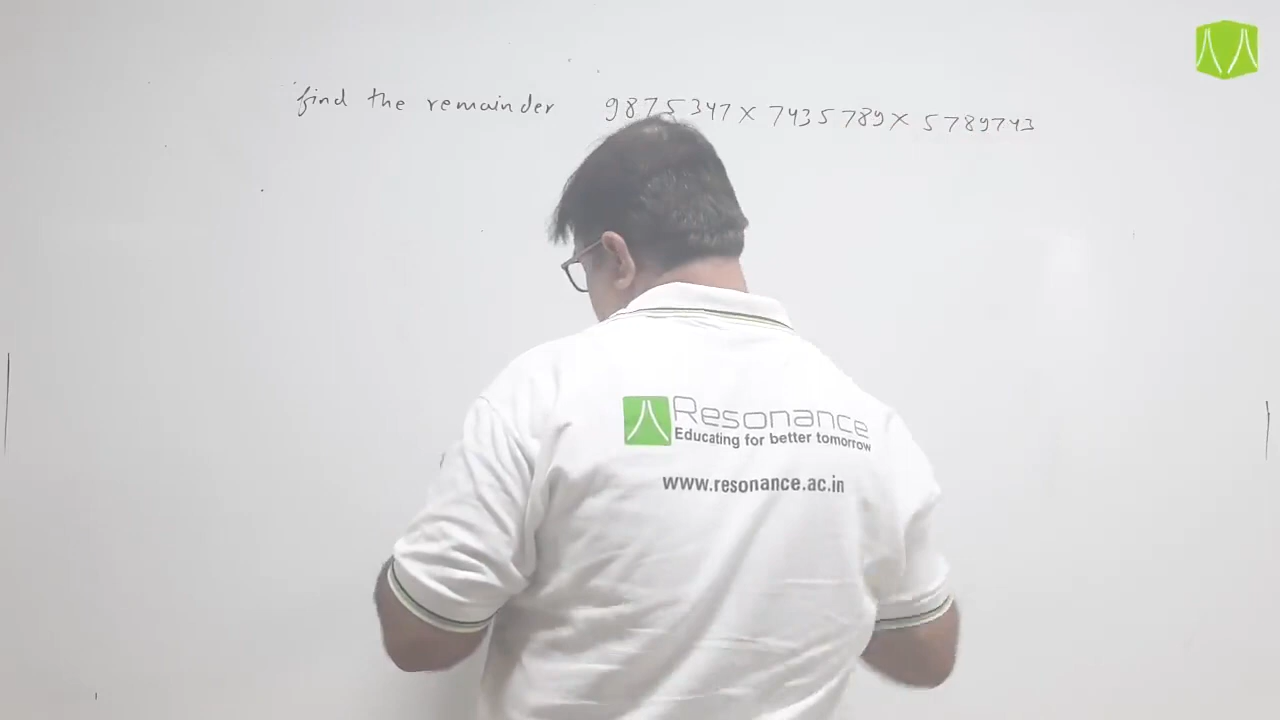 find the remainder 9875347 × 7435789 × 5789743
Resonance
Educating for better tomorrow
www.resonance.ac.in